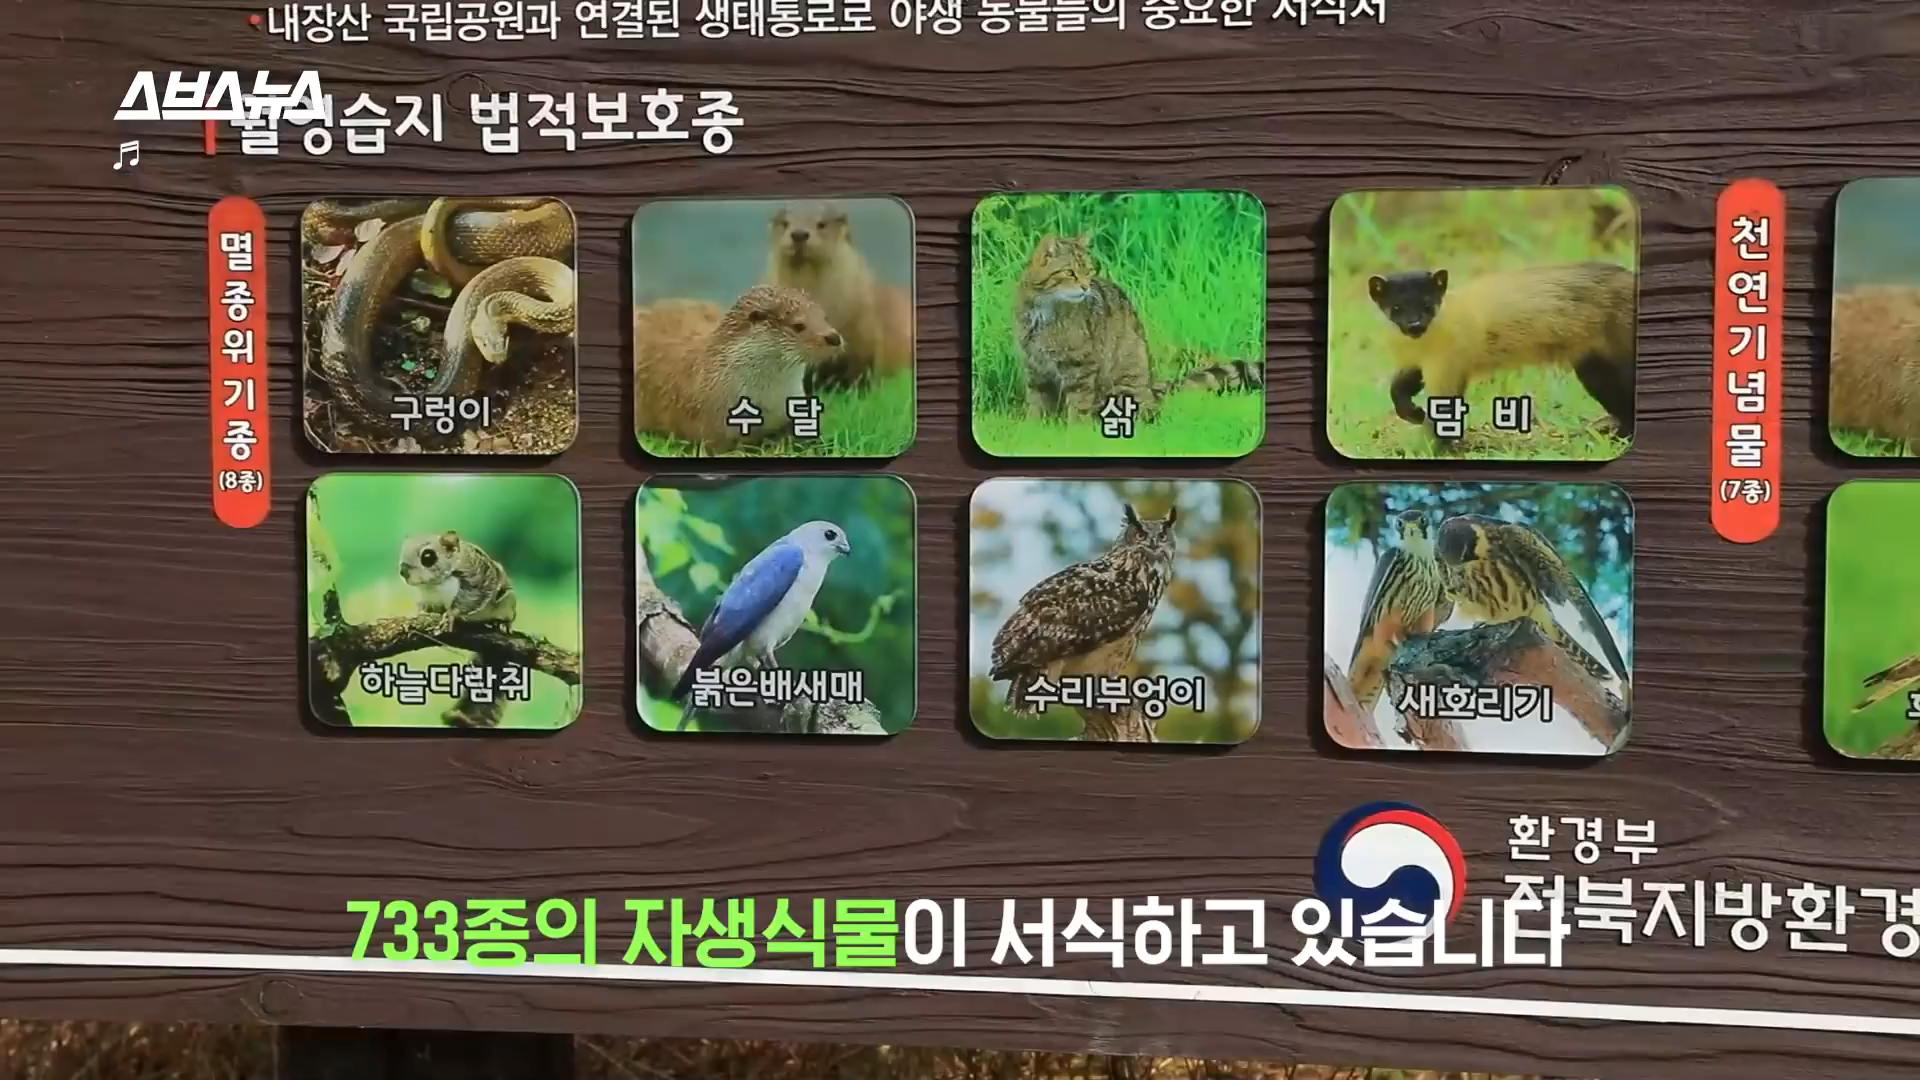 내장산 국립공원과 연결된 생태통로로 야생 동물들의 중요한 서식처
스브스뉴스
월영습지 법적보호종
멸종위기종
(8종)
구렁이
수 달
삵
담 비
천연기념물
(7종)
하늘다람쥐
붉은배새매
수리부엉이
새호리기
환경부
전북지방환경
733종의 자생식물이 서식하고 있습니다